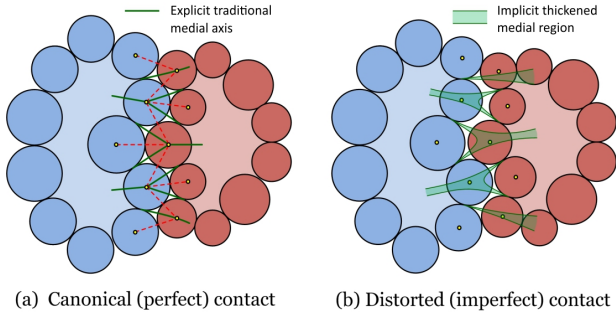 Explicit traditional
medial axis
Implicit thickened
medial region
(a) Canonical (perfect) contact
(b) Distorted (imperfect) contact